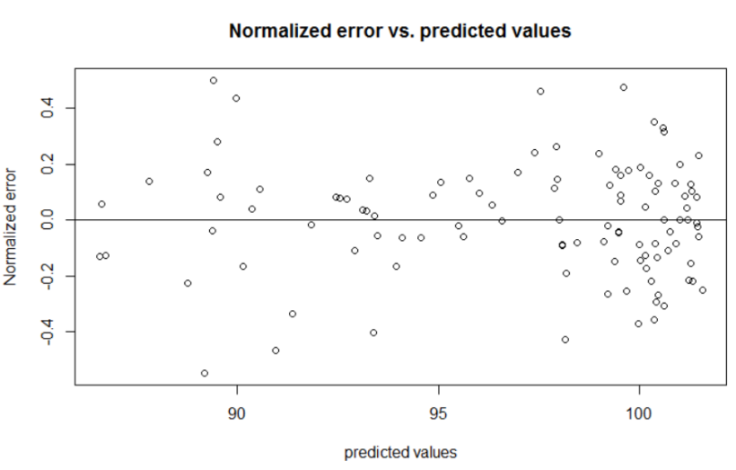 Normalized error vs. predicted values
Normalized error
0.4
0.2
0.0
-0.2
-0.4
90 95 100
predicted values